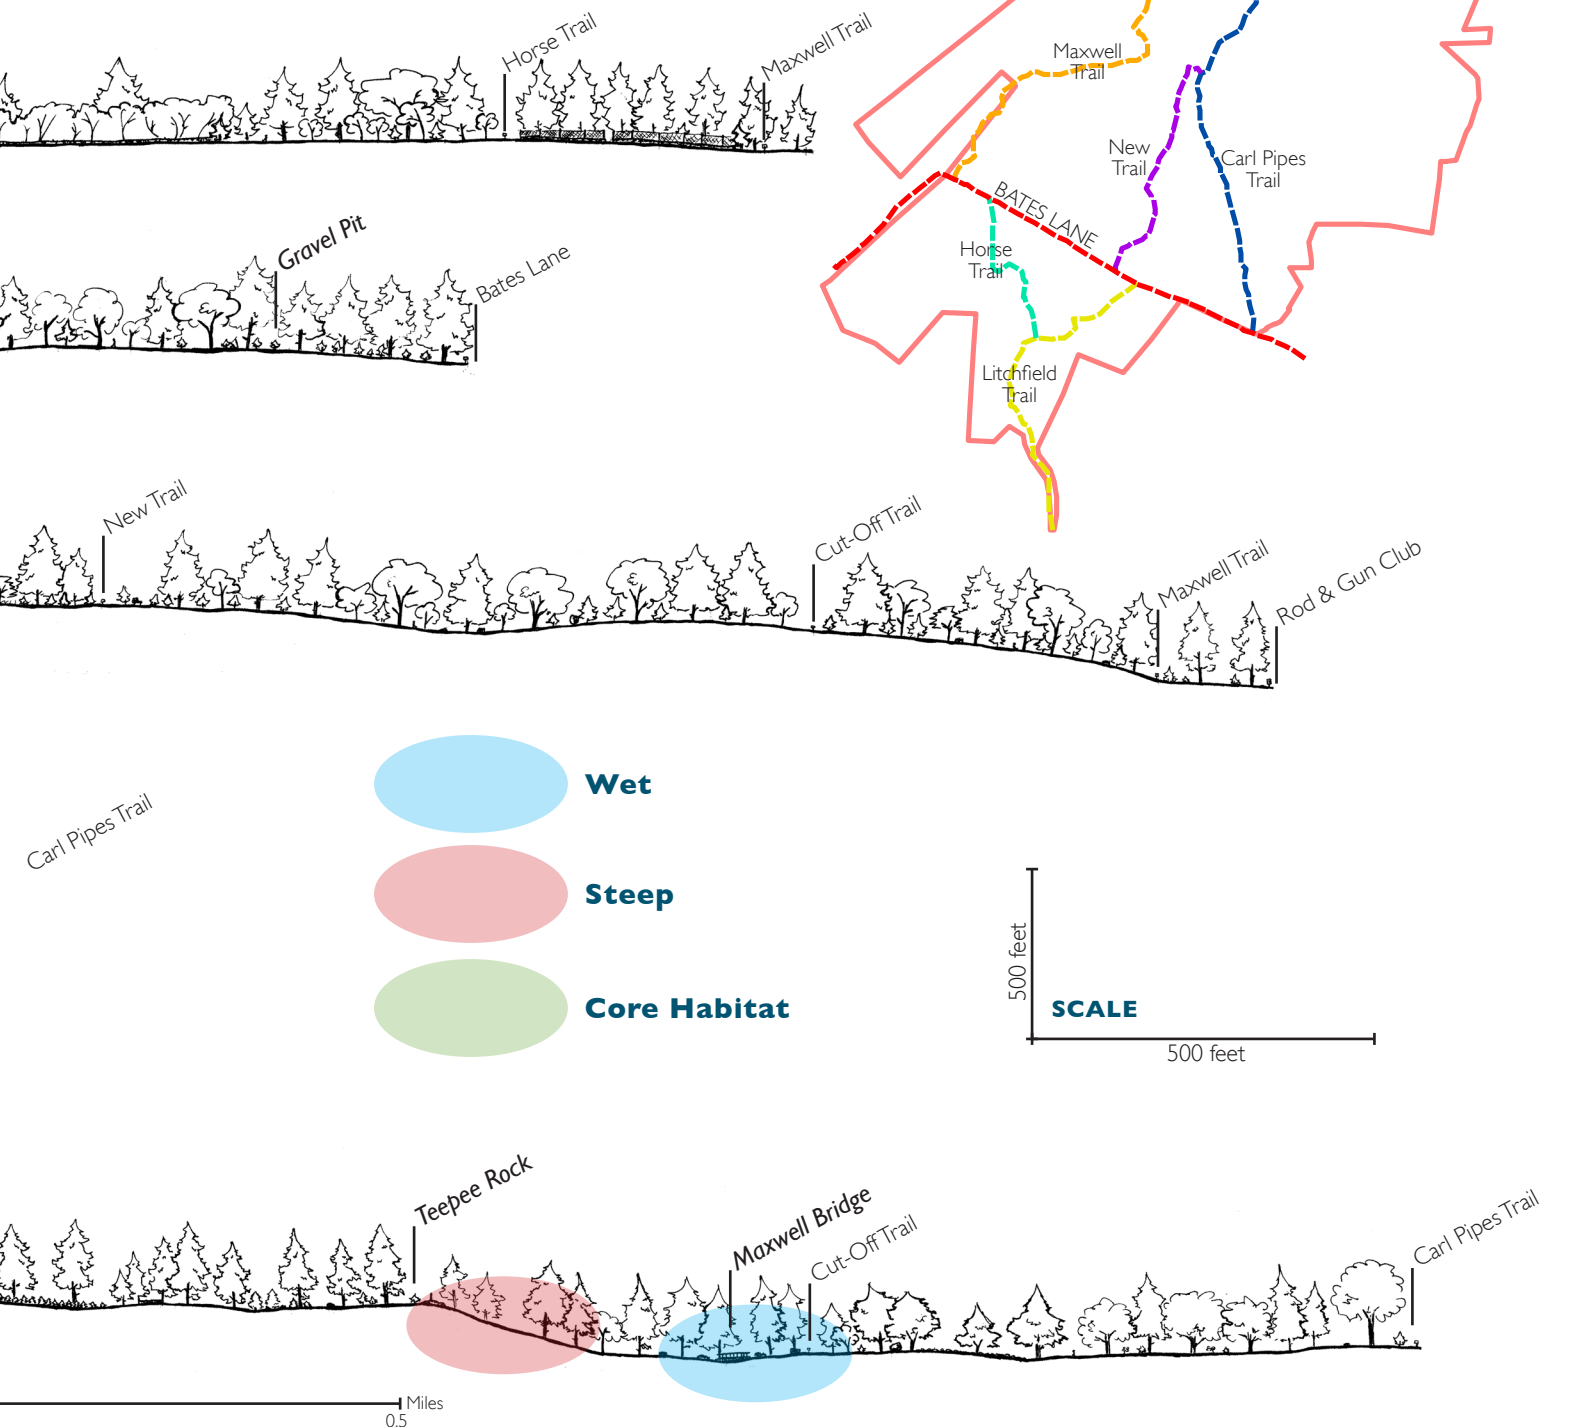 Horse Trail
Maxwell Trail
Maxwell
Trail
New
Trail
Carl Pipes
Trail
BATES LANE
Horse
Trail
Litchfield
Trail
Gravel Pit
Bates Lane
New Trail
Cut-Off Trail
Maxwell Trail
Rod & Gun Club
Wet
Carl Pipes Trail
Steep
Core Habitat
500 feet
SCALE
500 feet
Teepee Rock
Maxwell Bridge
Cut-Off Trail
Carl Pipes Trail
Miles
0.5